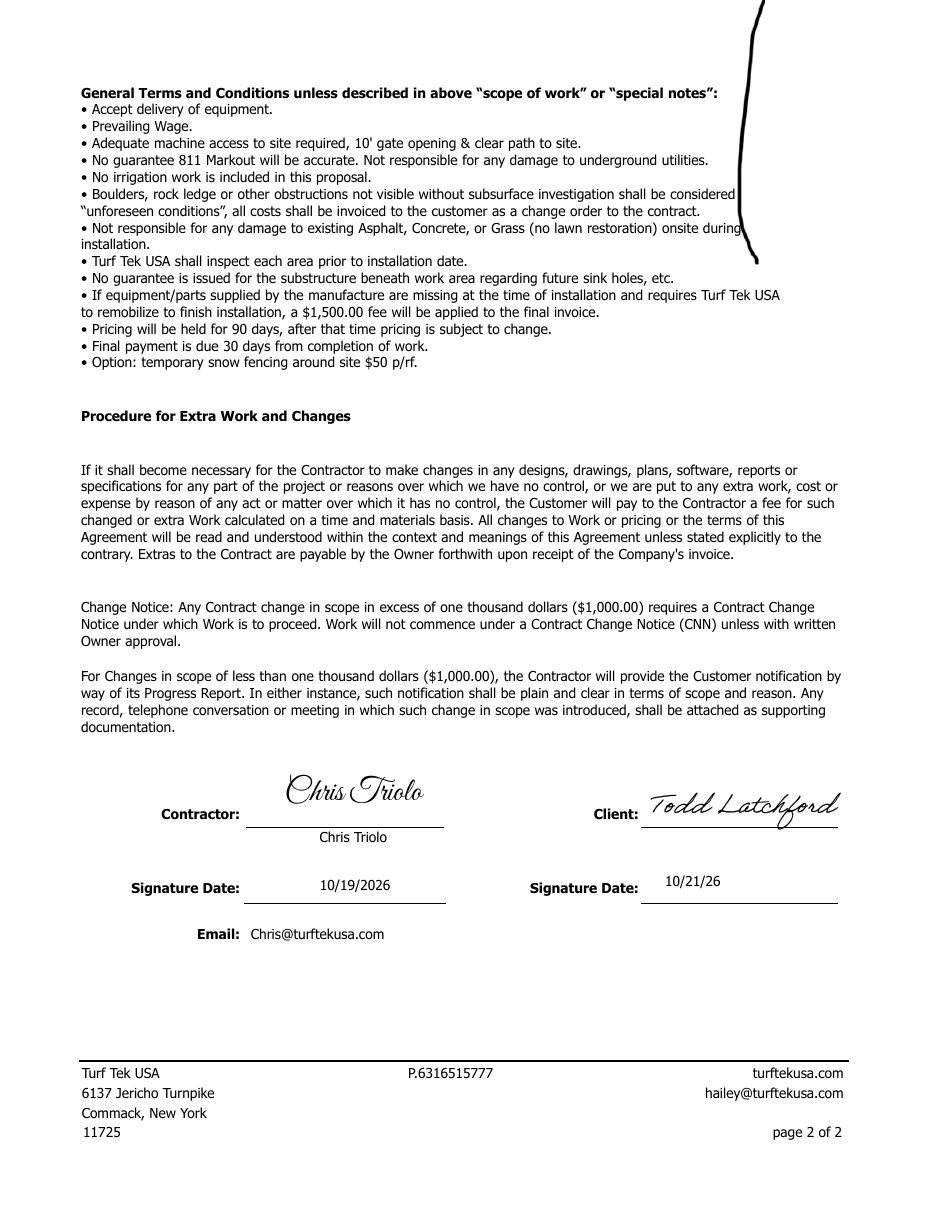 General Terms and Conditions unless described in above “scope of work” or “special notes”:
• Accept delivery of equipment.
• Prevailing Wage.
• Adequate machine access to site required, 10' gate opening & clear path to site.
• No guarantee 811 Markout will be accurate. Not responsible for any damage to underground utilities.
• No irrigation work is included in this proposal.
• Boulders, rock ledge or other obstructions not visible without subsurface investigation shall be considered
“unforeseen conditions”, all costs shall be invoiced to the customer as a change order to the contract.
• Not responsible for any damage to existing Asphalt, Concrete, or Grass (no lawn restoration) onsite during
installation.
• Turf Tek USA shall inspect each area prior to installation date.
• No guarantee is issued for the substructure beneath work area regarding future sink holes, etc.
• If equipment/parts supplied by the manufacture are missing at the time of installation and requires Turf Tek USA
to remobilize to finish installation, a $1,500.00 fee will be applied to the final invoice.
• Pricing will be held for 90 days, after that time pricing is subject to change.
• Final payment is due 30 days from completion of work.
• Option: temporary snow fencing around site $50 p/rf.
Procedure for Extra Work and Changes
If it shall become necessary for the Contractor to make changes in any designs, drawings, plans, software, reports or
specifications for any part of the project or reasons over which we have no control, or we are put to any extra work, cost or
expense by reason of any act or matter over which it has no control, the Customer will pay to the Contractor a fee for such
changed or extra Work calculated on a time and materials basis. All changes to Work or pricing or the terms of this
Agreement will be read and understood within the context and meanings of this Agreement unless stated explicitly to the
contrary. Extras to the Contract are payable by the Owner forthwith upon receipt of the Company's invoice.
Change Notice: Any Contract change in scope in excess of one thousand dollars ($1,000.00) requires a Contract Change
Notice under which Work is to proceed. Work will not commence under a Contract Change Notice (CNN) unless with written
Owner approval.
For Changes in scope of less than one thousand dollars ($1,000.00), the Contractor will provide the Customer notification by
way of its Progress Report. In either instance, such notification shall be plain and clear in terms of scope and reason. Any
record, telephone conversation or meeting in which such change in scope was introduced, shall be attached as supporting
documentation.
Contractor: Chris Triolo Client: Todd Latchford
Chris Triolo
Signature Date: 10/19/2026 Signature Date: 10/21/26
Email: Chris@turftekusa.com
Turf Tek USA P.6316515777 turftekusa.com
6137 Jericho Turnpike hailey@turftekusa.com
Commack, New York
11725 page 2 of 2